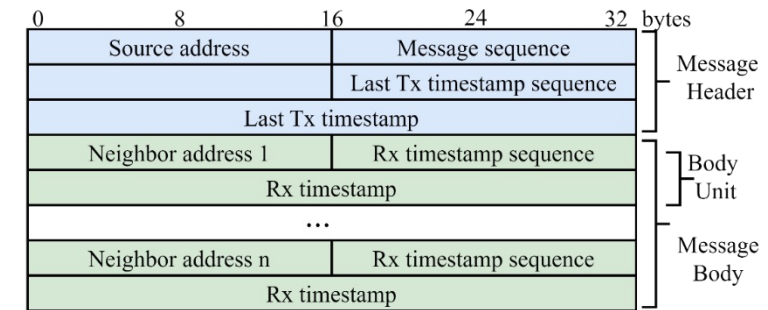 0 8 16 24 32 bytes
Source address Message sequence
Last Tx timestamp sequence
Last Tx timestamp
Message
Header
Neighbor address 1 Rx timestamp sequence
Rx timestamp
Body
Unit
...
Neighbor address n Rx timestamp sequence
Rx timestamp
Message
Body